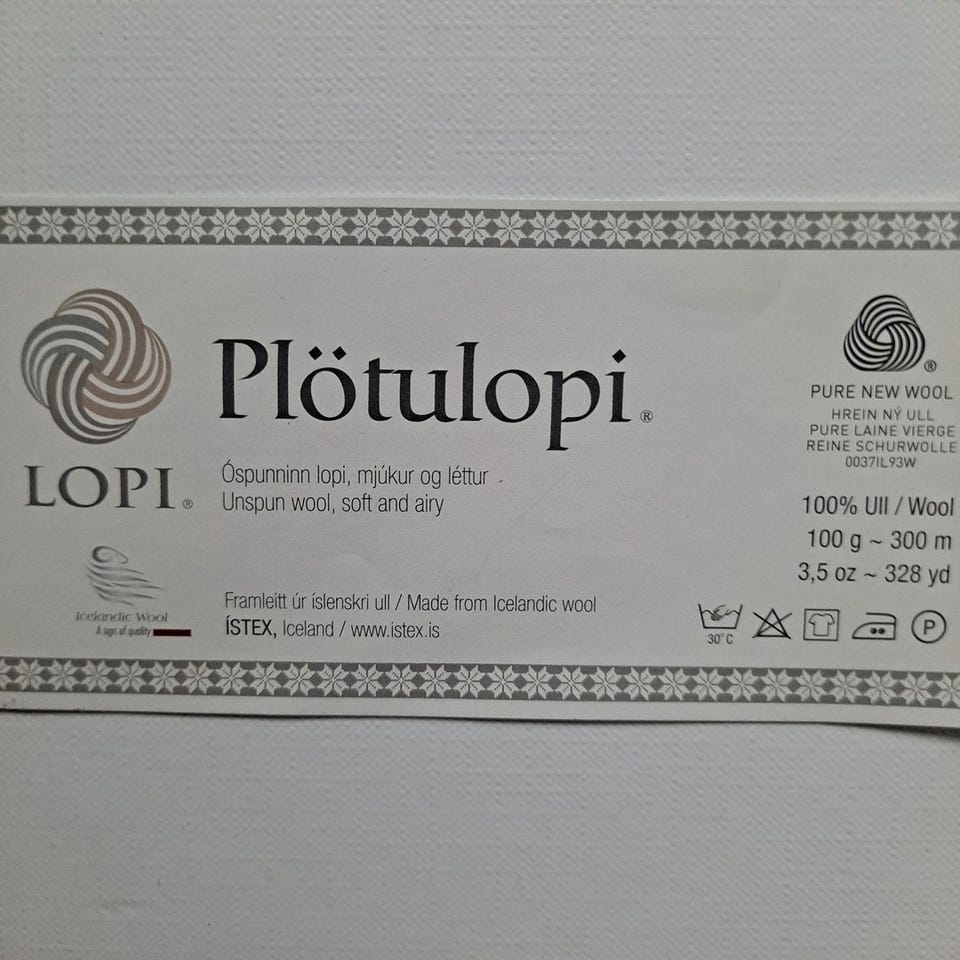 Plötulopi®
LOPI®
Óspunninn lopi, mjúkur og léttur
Unspun wool, soft and airy
Icelandic Wool
A sign of quality
Framleitt úr íslenskri ull / Made from Icelandic wool
ÍSTEX, Iceland / www.istex.is
®
PURE NEW WOOL
HREIN NÝ ULL
PURE LAINE VIERGE
REINE SCHURWOLLE
0037IL93W
100% Ull / Wool
100 g ~ 300 m
3,5 oz ~ 328 yd
30°C
P